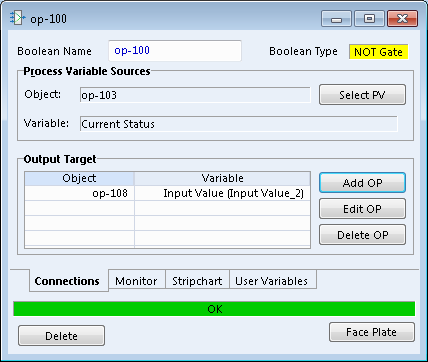 op-100
Boolean Name op-100 Boolean Type NOT Gate
Process Variable Sources
Object: op-103 Select PV
Variable: Current Status
Output Target
Object Variable Add OP
op-108 Input Value (Input Value_2)
Edit OP
Delete OP
Connections Monitor Stripchart User Variables
OK
Delete Face Plate